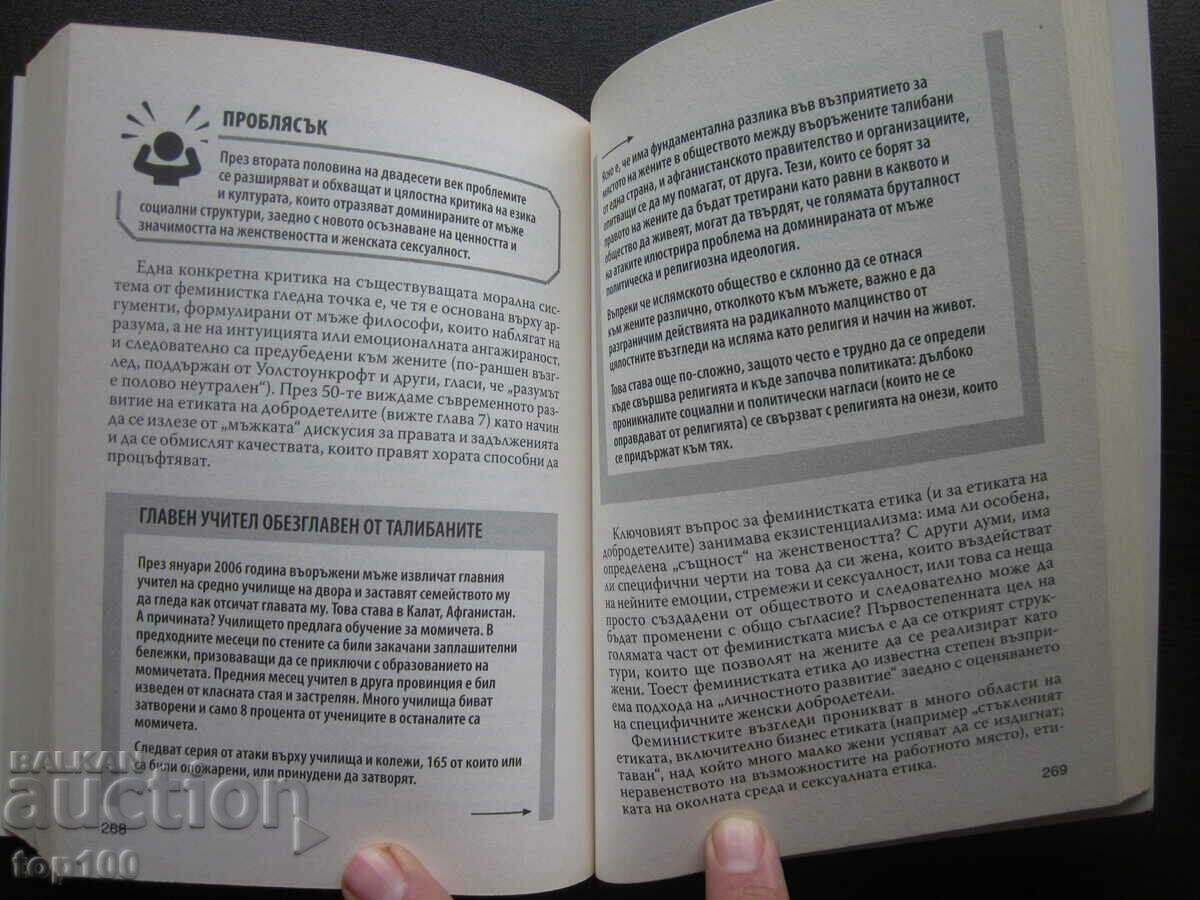 ПРОБЛЯСЪК
През втората половина на двадесети век проблемите
се разширяват и обхващат и цялостна критика на езика
и културата, които отразяват доминираните от мъже
социални структури, заедно с новото осъзнаване на ценността и
значимостта на женствеността и женската сексуалност.
Една конкретна критика на съществуващата морална сис-
тема от феминистка гледна точка е, че тя е основана върху ар-
гументи, формулирани от мъже философи, които наблягат на
разума, а не на интуицията или емоционалната ангажираност,
и следователно са предубедени към жените (по-раншен възг-
лед, поддържан от Уолстоункрофт и други, гласи, че „разумът
е полово неутрален“). През 50-те виждаме съвременното раз-
витие на етиката на добродетелите (вижте глава 7) като начин
да се излезе от „мъжката“ дискусия за правата и задълженията
и да се обмислят качествата, които правят хората способни да
процъфтяват.
ГЛАВЕН УЧИТЕЛ ОБЕЗГЛАВЕН ОТ ТАЛИБАНИТЕ
През януари 2006 година въоръжени мъже извличат главния
учител на средно училище на двора и заставят семейството му
да гледа как отсичат главата му. Това става в Калат, Афганистан.
А причината? Училището предлага обучение за момичета. В
предходните месеци по стените са били закачани заплашителни
бележки, призоваващи да се приключи с образованието на
момичетата. Предния месец учител в друга провинция е бил
изведен от класната стая и застрелян. Много училища биват
затворени и само 8 процента от учениците в останалите са
момичета.
Следват серия от атаки върху училища и колежи, 165 от които или
са били опожарени, или принудени да затворят.
268
Ясно е, че има фундаментална разлика във възприятието за
мястото на жените в обществото между въоръжените талибани
от една страна, и афганистанското правителство и организациите,
опитващи се да му помагат, от друга. Тези, които се борят за
правото на жените да бъдат третирани като равни в каквото и
общество да живеят, могат да твърдят, че голямата бруталност
на атаките илюстрира проблема на доминираната от мъже
политическа и религиозна идеология.
Въпреки че ислямското общество е склонно да се отнася
към жените различно, отколкото към мъжете, важно е да
разграничим действията на радикалното малцинство от
цялостните възгледи на исляма като религия и начин на живот.
Това става още по-сложно, защото често е трудно да се определи
къде свършва религията и къде започва политиката: дълбоко
проникналите социални и политически нагласи (които не се
оправдават от религията) се свързват с религията на онези, които
се придържат към тях.
Ключовият въпрос за феминистката етика (и за етиката на
добродетелите) занимава екзистенциализма: има ли особена,
определена „същност“ на женствеността? С други думи, има
ли специфични черти на това да си жена, които въздействат
на нейните емоции, стремежи и сексуалност, или това са неща
просто създадени от обществото и следователно може да
бъдат променени с общо съгласие? Първостепенната цел на
голямата част от феминистката мисъл е да се открият струк-
тури, които ще позволят на жените да се реализират като
жени. Тоест феминистката етика до известна степен възпри-
ема подхода на „личностното развитие“ заедно с оценяването
на специфичните женски добродетели.
Феминистките възгледи проникват в много области на
етиката, включително бизнес етиката (например „стъкленият
таван“, над който много малко жени успяват да се издигнат;
неравенството на възможностите на работното място), ети-
ката на околната среда и сексуалната етика.
269
BALKAN
auction
top100